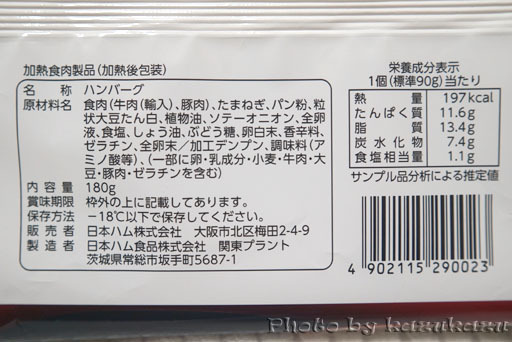 加熱食肉製品(加熱後包装)
名 称 ハンバーグ
原材料名 食肉(牛肉(輸入)、豚肉)、たまねぎ、パン粉、粒
状大豆たん白、植物油、ソテーオニオン、全卵
液、食塩、しょう油、ぶどう糖、卵白末、香辛料、
ゼラチン、全卵末/加工デンプン、調味料(ア
ミノ酸等)、(一部に卵・乳成分・小麦・牛肉・大
豆・豚肉・ゼラチンを含む)
内容量 180g
賞味期限 枠外の上に記載してあります。
保存方法 -18℃以下で保存してください。
販売者 日本ハム株式会社 大阪市北区梅田2-4-9
製造者 日本ハム食品株式会社 関東プラント
茨城県常総市坂手町5687-1
栄養成分表示
1個(標準90g)当たり
熱量 197kcal
たんぱく質 11.6g
脂質 13.4g
炭水化物 7.4g
食塩相当量 1.1g
サンプル品分析による推定値
4 902115 290023
Photo by kazukazu